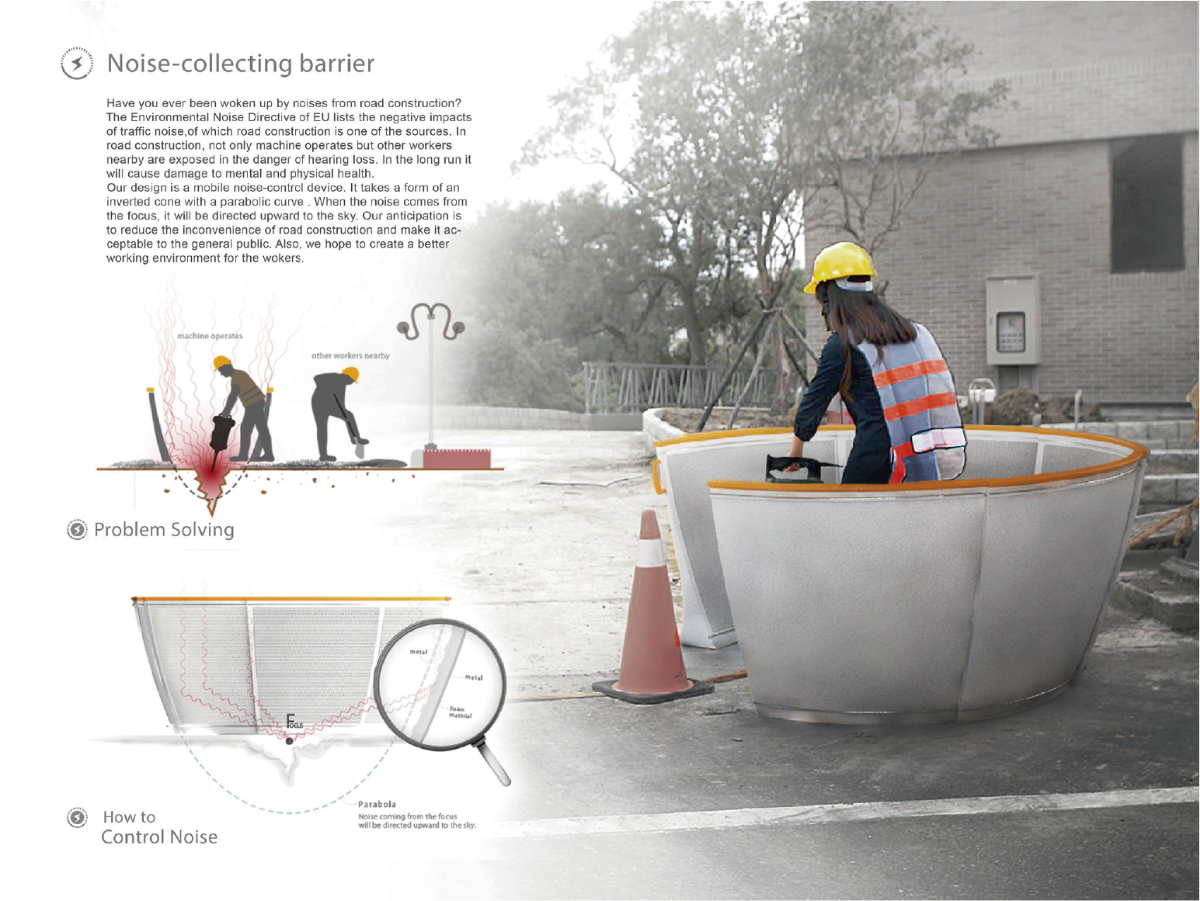 Noise-collecting barrier
Have you ever been woken up by noises from road construction?
The Environmental Noise Directive of EU lists the negative impacts
of traffic noise,of which road construction is one of the sources. In
road construction, not only machine operates but other workers
nearby are exposed in the danger of hearing loss. In the long run it
will cause damage to mental and physical health.
Our design is a mobile noise-control device. It takes a form of an
inverted cone with a parabolic curve . When the noise comes from
the focus, it will be directed upward to the sky. Our anticipation is
to reduce the inconvenience of road construction and make it ac-
ceptable to the general public. Also, we hope to create a better
working environment for the wokers.
machine operates
other workers nearby
Problem Solving
metal
metal
Foam
material
Focus
Parabola
Noise coming from the focus
will be directed upward to the sky.
How to
Control Noise